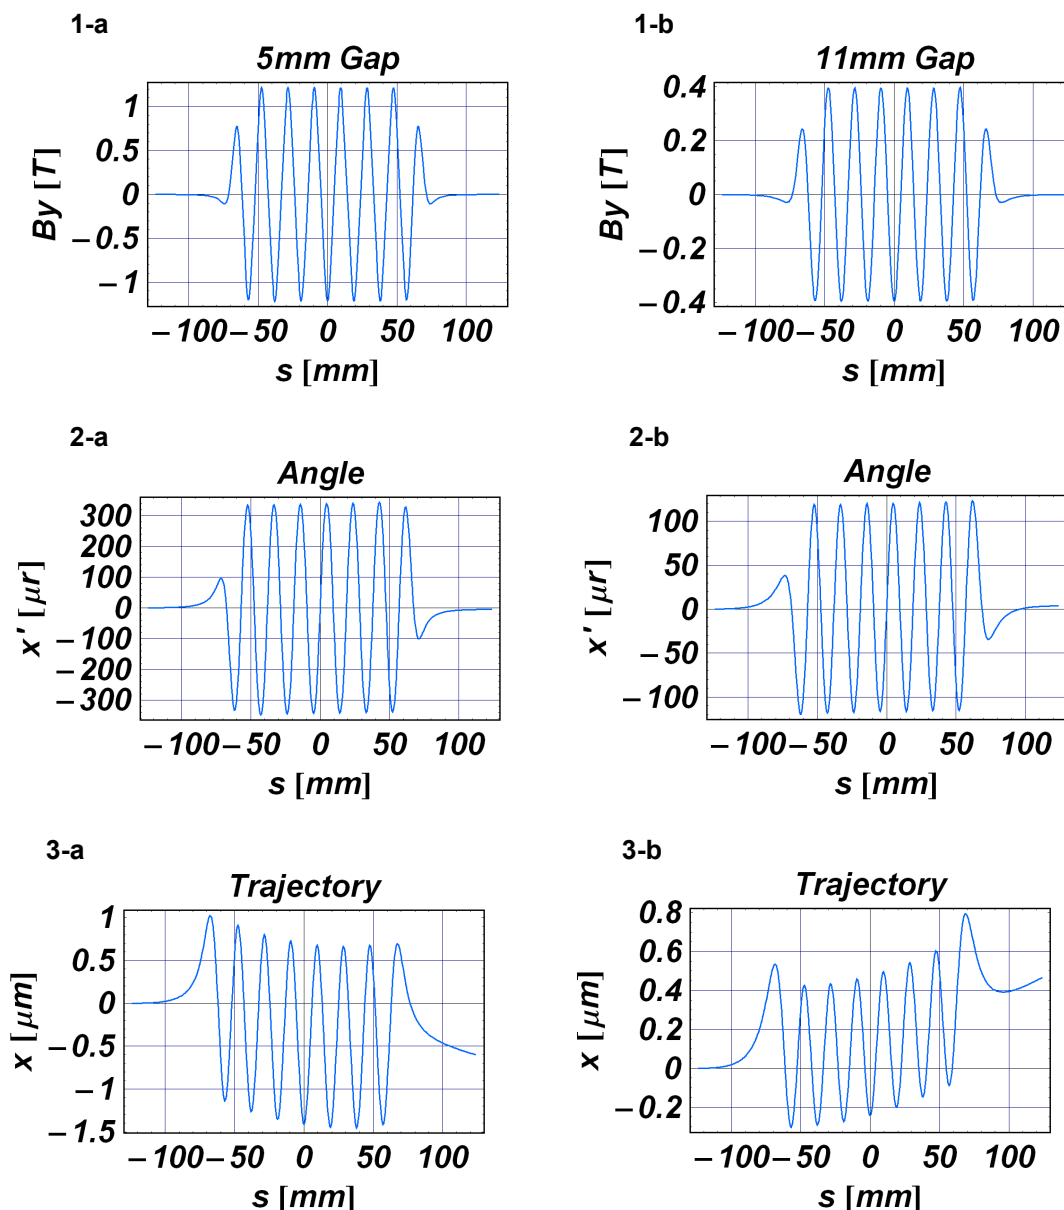 1-a
5mm Gap
By [T]
1
0.5
0
−0.5
−1
−100 −50 0 50 100
s [mm]
1-b
11mm Gap
By [T]
0.4
0.2
0
−0.2
−0.4
−100 −50 0 50 100
s [mm]
2-a
Angle
x' [μr]
300
200
100
0
−100
−200
−300
−100 −50 0 50 100
s [mm]
2-b
Angle
x' [μr]
100
50
0
−50
−100
−100 −50 0 50 100
s [mm]
3-a
Trajectory
x [μm]
1
0.5
0
−0.5
−1
−1.5
−100 −50 0 50 100
s [mm]
3-b
Trajectory
x [μm]
0.8
0.6
0.4
0.2
0
−0.2
−100 −50 0 50 100
s [mm]